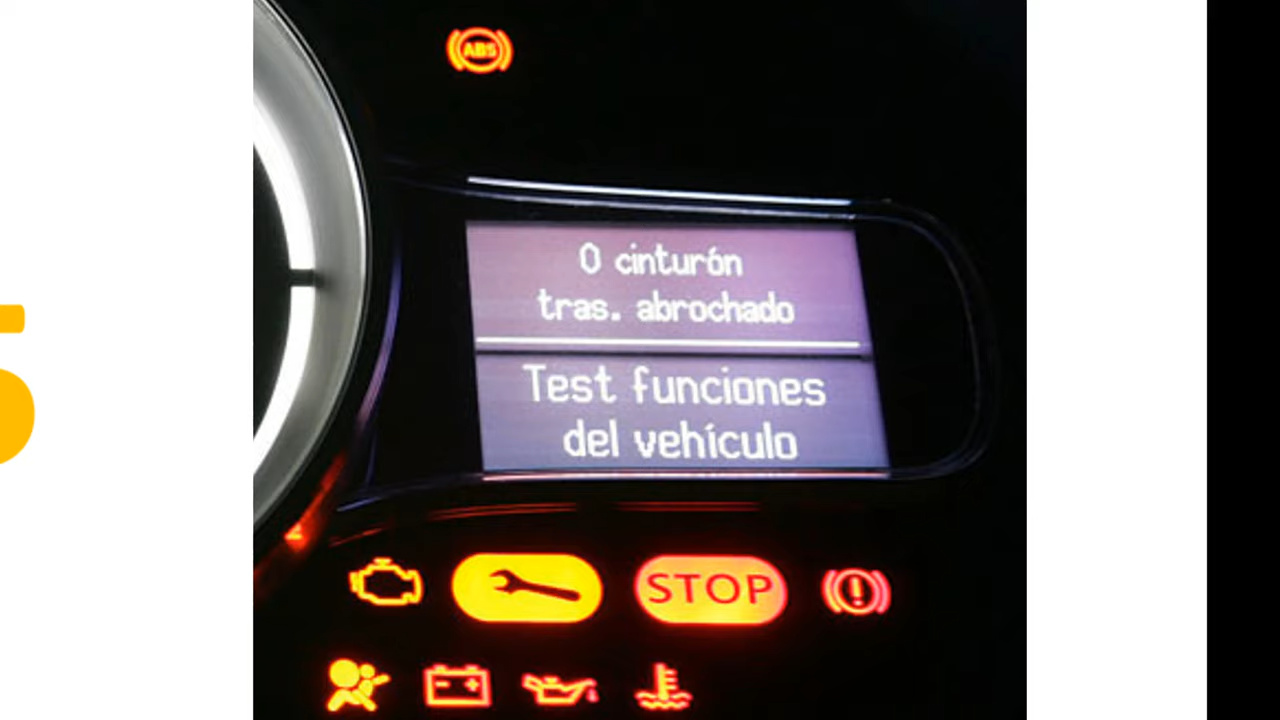 ABS
0 cinturón
tras. abrochado
Test funciones
del vehículo
STOP